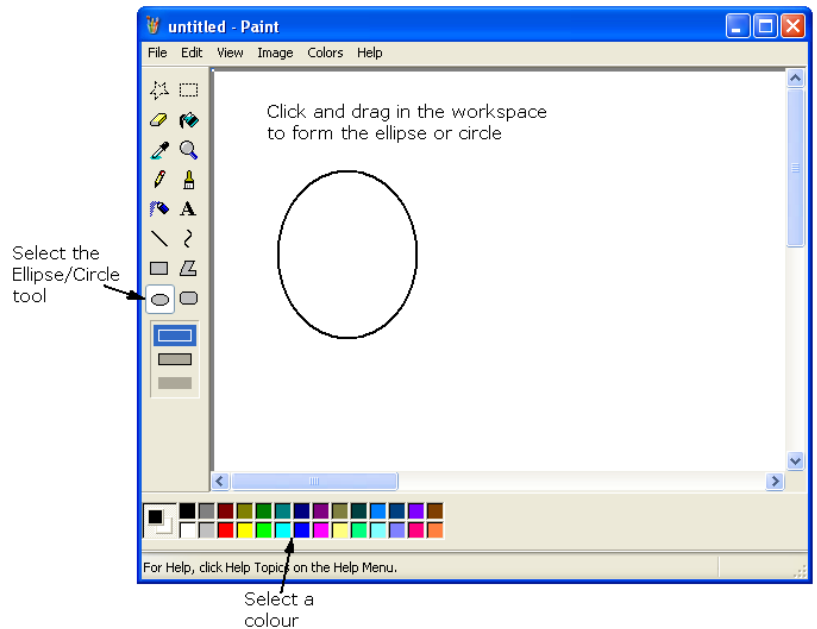 untitled - Paint
File Edit View Image Colors Help
Click and drag in the workspace
to form the ellipse or circle
A
Select the
Ellipse/Circle
tool
For Help, click Help Topics on the Help Menu.
Select a
colour